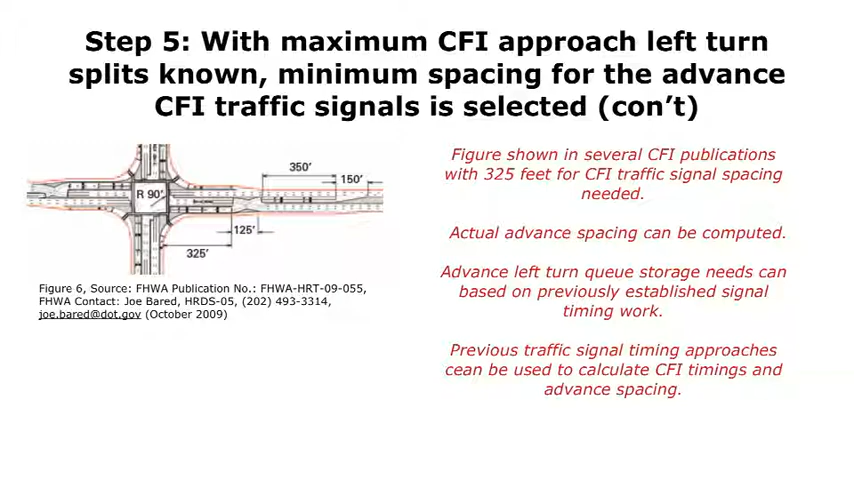 Step 5: With maximum CFI approach left turn
splits known, minimum spacing for the advance
CFI traffic signals is selected (con’t)
350’
150’
R 90’
125’
325’
Figure 6, Source: FHWA Publication No.: FHWA-HRT-09-055,
FHWA Contact: Joe Bared, HRDS-05, (202) 493-3314,
joe.bared@dot.gov (October 2009)
Figure shown in several CFI publications
with 325 feet for CFI traffic signal spacing
needed.
Actual advance spacing can be computed.
Advance left turn queue storage needs can
based on previously established signal
timing work.
Previous traffic signal timing approaches
cean be used to calculate CFI timings and
advance spacing.